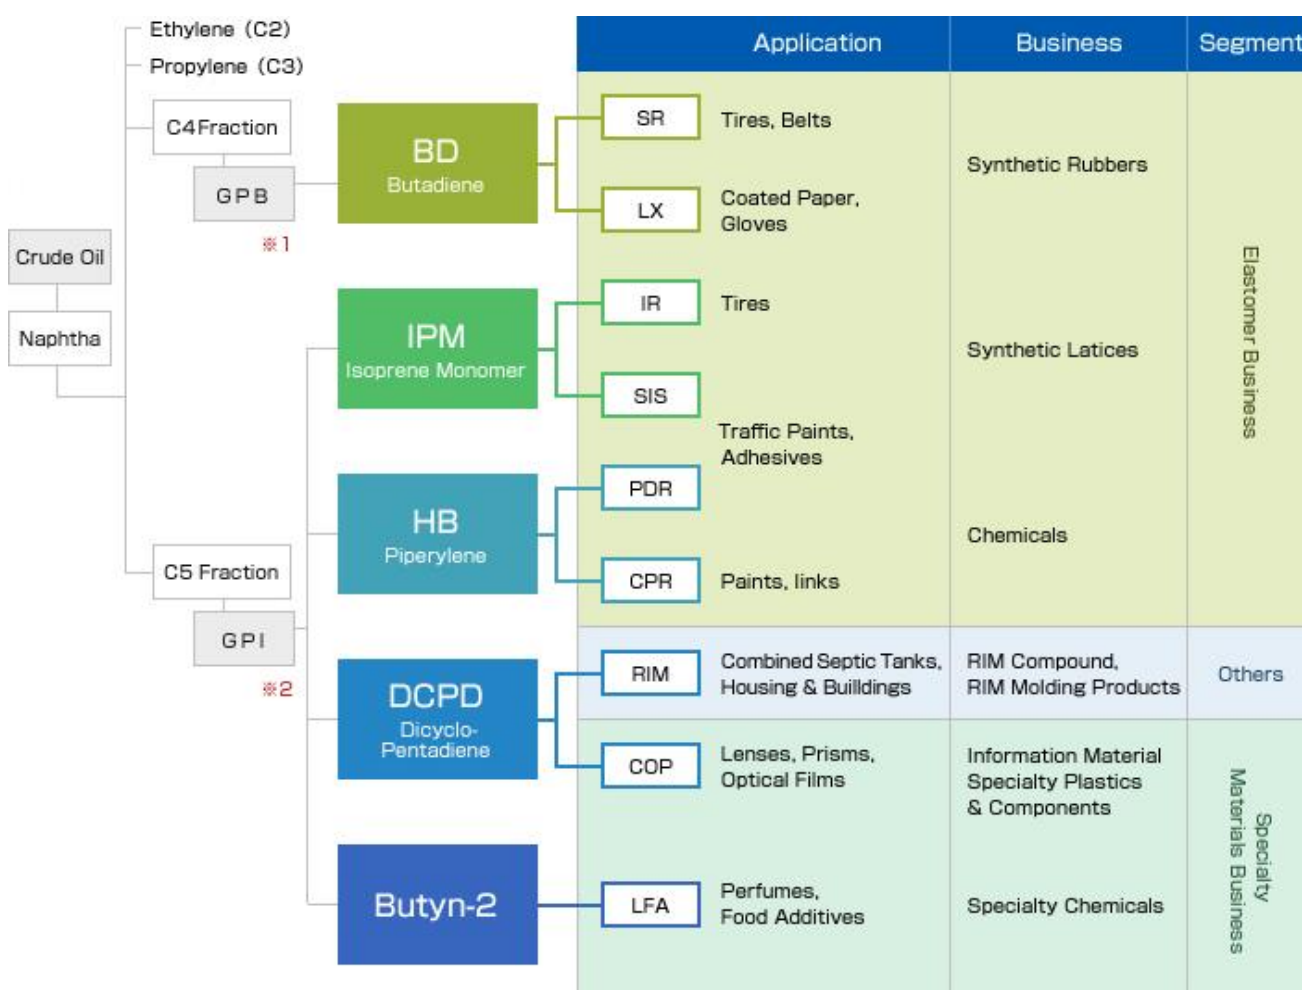 Ethylene (C2)
Propylene (C3)
C4Fraction
GPB
※1
Crude Oil
Naphtha
C5 Fraction
GPI
※2
BD
Butadiene
IPM
Isoprene Monomer
HB
Piperylene
DCPD
Dicyclo-
Pentadiene
Butyn-2
Application
Business
Segment
SR
Tires, Belts
LX
Coated Paper,
Gloves
Synthetic Rubbers
IR
Tires
SIS
Synthetic Latices
Traffic Paints,
Adhesives
PDR
CPR
Paints, links
Chemicals
Elastomer Business
RIM
Combined Septic Tanks,
Housing & Builldings
RIM Compound,
RIM Molding Products
Others
COP
Lenses, Prisms,
Optical Films
Information Material
Specialty Plastics
& Components
LFA
Perfumes,
Food Additives
Specialty Chemicals
Specialty
Materials Business